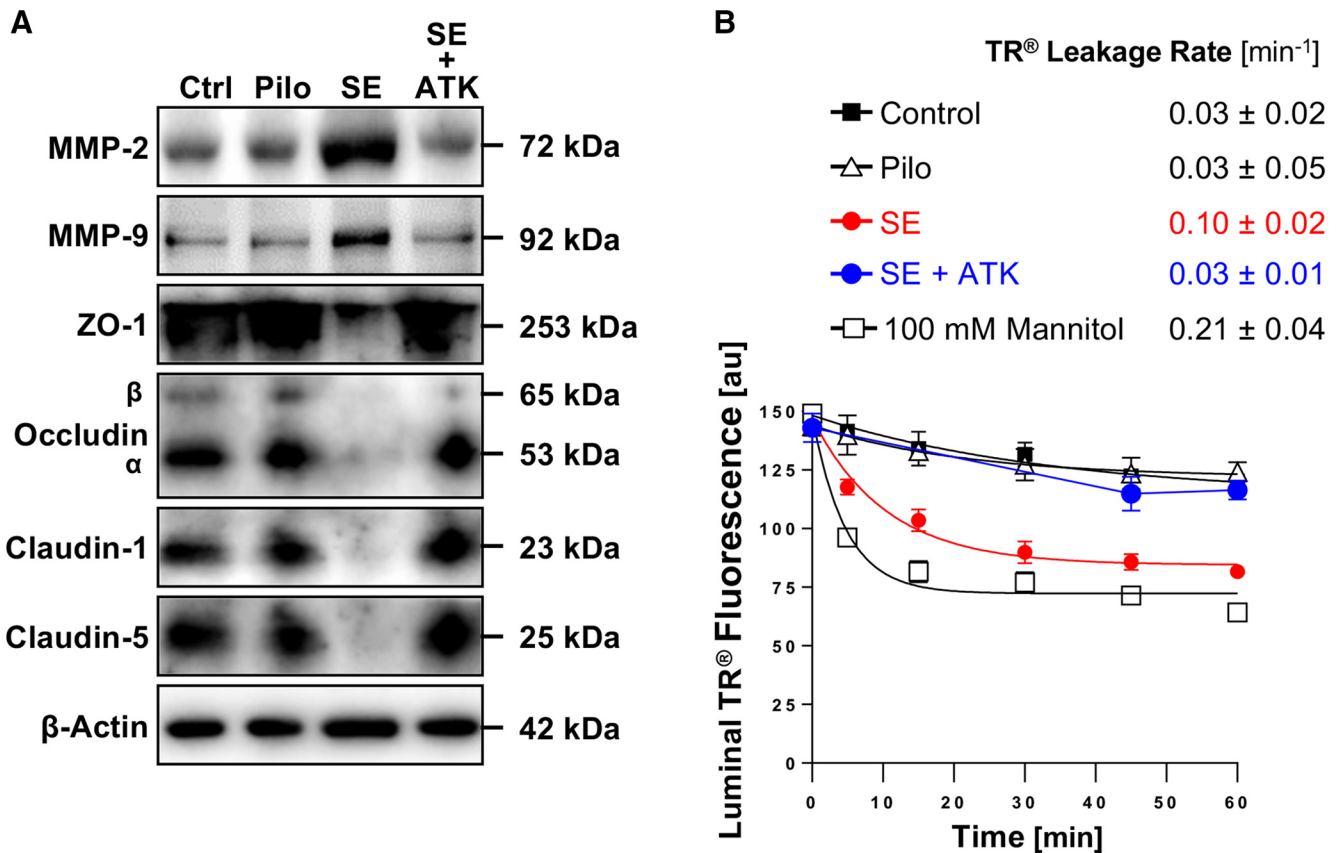 A
Ctrl Pilo SE SE + ATK
MMP-2 72 kDa
MMP-9 92 kDa
ZO-1 253 kDa
β 65 kDa
Occludin
α 53 kDa
Claudin-1 23 kDa
Claudin-5 25 kDa
β-Actin 42 kDa
B
TR® Leakage Rate [min-1]
Control 0.03 ± 0.02
Pilo 0.03 ± 0.05
SE 0.10 ± 0.02
SE + ATK 0.03 ± 0.01
100 mM Mannitol 0.21 ± 0.04
Luminal TR® Fluorescence [au]
150
125
100
75
50
25
0
0 10 20 30 40 50 60
Time [min]